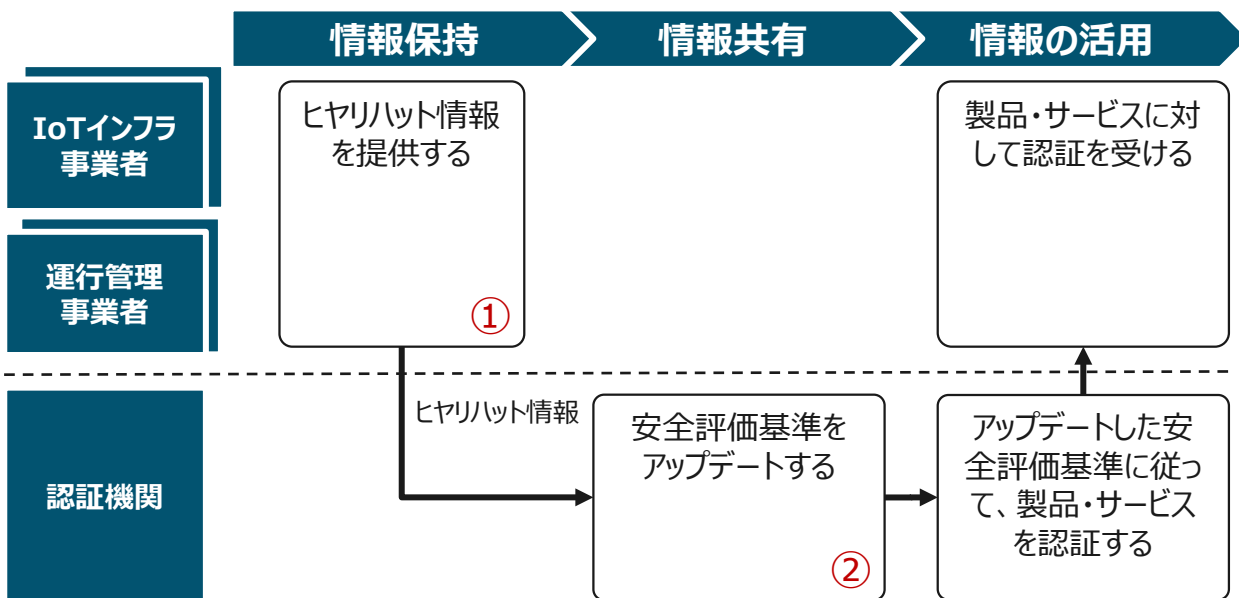 情報保持
情報共有
情報の活用
IoTインフラ
事業者
ヒヤリハット情報
を提供する
①
製品・サービスに対
して認証を受ける
運行管理
事業者
ヒヤリハット情報
認証機関
安全評価基準を
アップデートする
②
アップデートした安
全評価基準に従っ
て、製品・サービス
を認証する